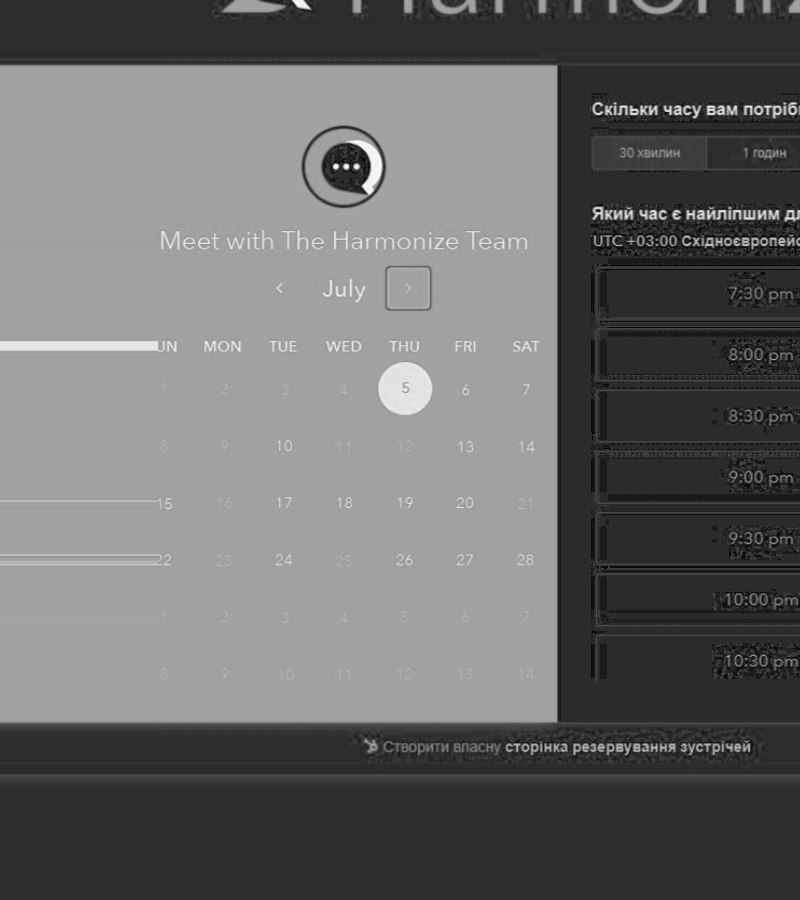 Harmoniz
Meet with The Harmonize Team
July
UN MON TUE WED THU FRI SAT
1 2 3 4 5 6 7
8 9 10 11 12 13 14
15 16 17 18 19 20 21
22 23 24 25 26 27 28
1 2 3 4 5 6 7
8 9 10 11 12 13 14
Скільки часу вам потріб
30 хвилин 1 годин
Який час є найліпшим дл
UTC +03:00 Східноєвропейс
7:30 pm
8:00 pm
8:30 pm
9:00 pm
9:30 pm
10:00 pm
10:30 pm
Створити власну сторінка резервування зустрічей